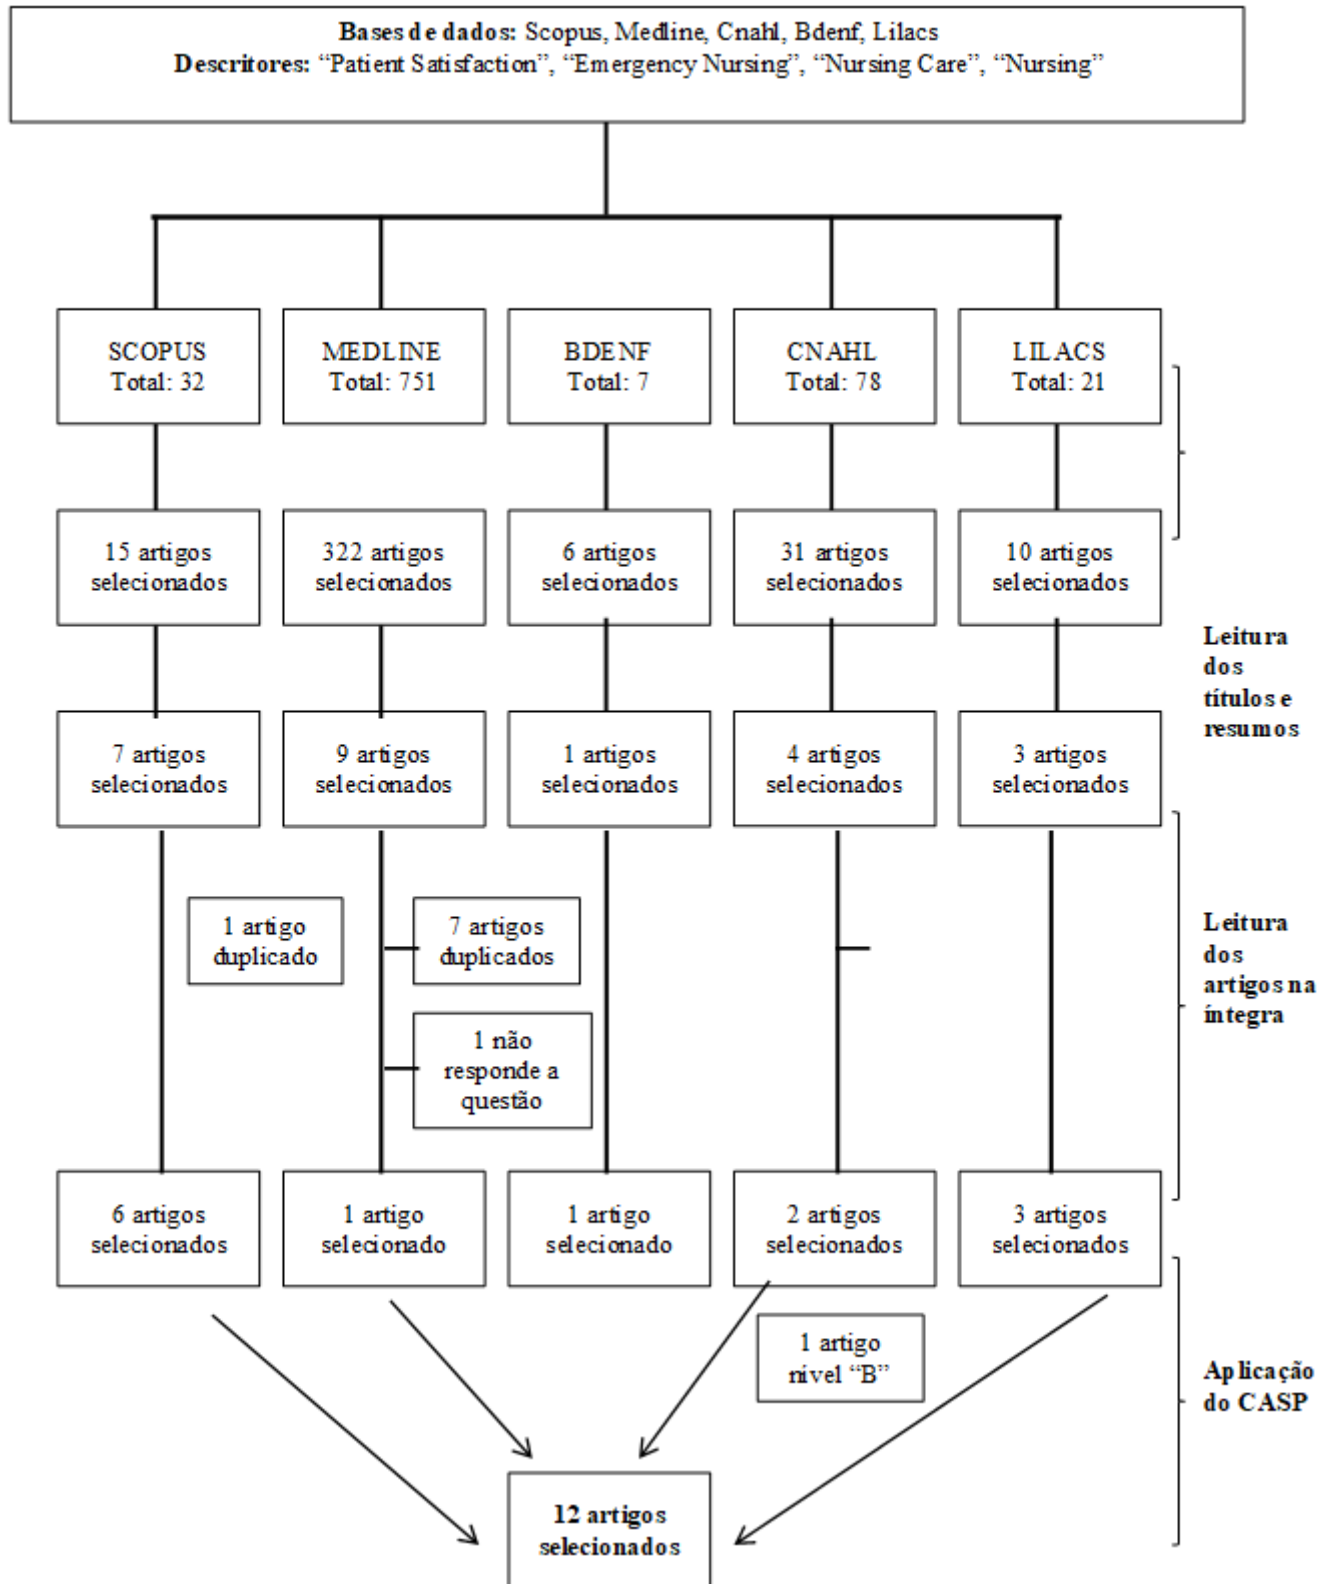 Bases de dados: Scopus, Medline, Cnahl, Bdenf, Lilacs
Descritores: “Patient Satisfaction”, “Emergency Nursing”, “Nursing Care”, “Nursing”
SCOPUS
Total: 32
MEDLINE
Total: 751
BDENF
Total: 7
CNAHL
Total: 78
LILACS
Total: 21
15 artigos
selecionados
322 artigos
selecionados
6 artigos
selecionados
31 artigos
selecionados
10 artigos
selecionados
Leitura
dos
títulos e
resumos
7 artigos
selecionados
9 artigos
selecionados
1 artigos
selecionados
4 artigos
selecionados
3 artigos
selecionados
1 artigo
duplicado
7 artigos
duplicados
1 não
responde a
questão
Leitura
dos
artigos na
íntegra
6 artigos
selecionados
1 artigo
selecionado
1 artigo
selecionado
2 artigos
selecionados
3 artigos
selecionados
1 artigo
nível “B”
Aplicação
do CASP
12 artigos
selecionados